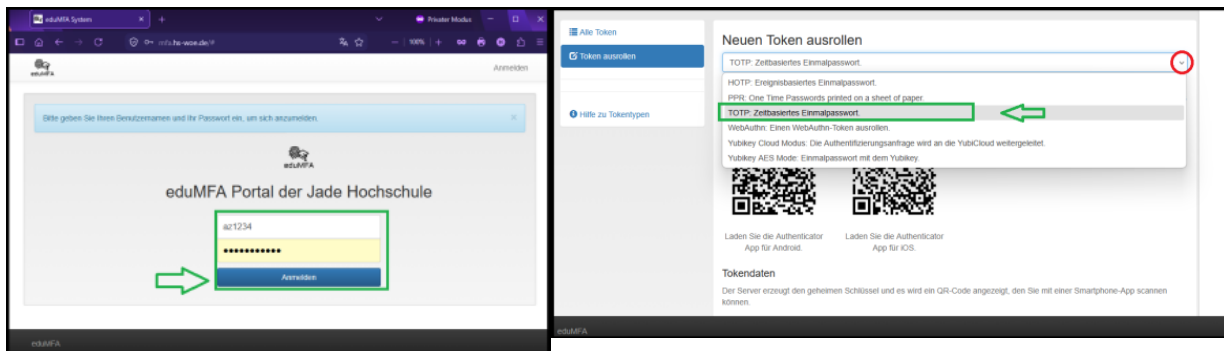 eduMFA System
Privater Modus
mfa.hs-woe.de/#
100%
eduMFA
Anmelden
Bitte geben Sie Ihren Benutzernamen und Ihr Passwort ein, um sich anzumelden.
eduMFA
eduMFA Portal der Jade Hochschule
az1234
Anmelden
eduMFA
Alle Token
Token ausrollen
Hilfe zu Tokentypen
Neuen Token ausrollen
TOTP: Zeitbasiertes Einmalpasswort.
HOTP: Ereignisbasiertes Einmalpasswort.
PPR: One Time Passwords printed on a sheet of paper.
TOTP: Zeitbasiertes Einmalpasswort.
WebAuthn: Einen WebAuthn-Token ausrollen.
Yubikey Cloud Modus: Die Authentifizierungsanfrage wird an die YubiCloud weitergeleitet.
Yubikey AES Mode: Einmalpasswort mit dem Yubikey.
Laden Sie die Authenticator
App für Android.
Laden Sie die Authenticator
App für iOS.
Tokendaten
Der Server erzeugt den geheimen Schlüssel und es wird ein QR-Code angezeigt, den Sie mit einer Smartphone-App scannen
können.
eduMFA